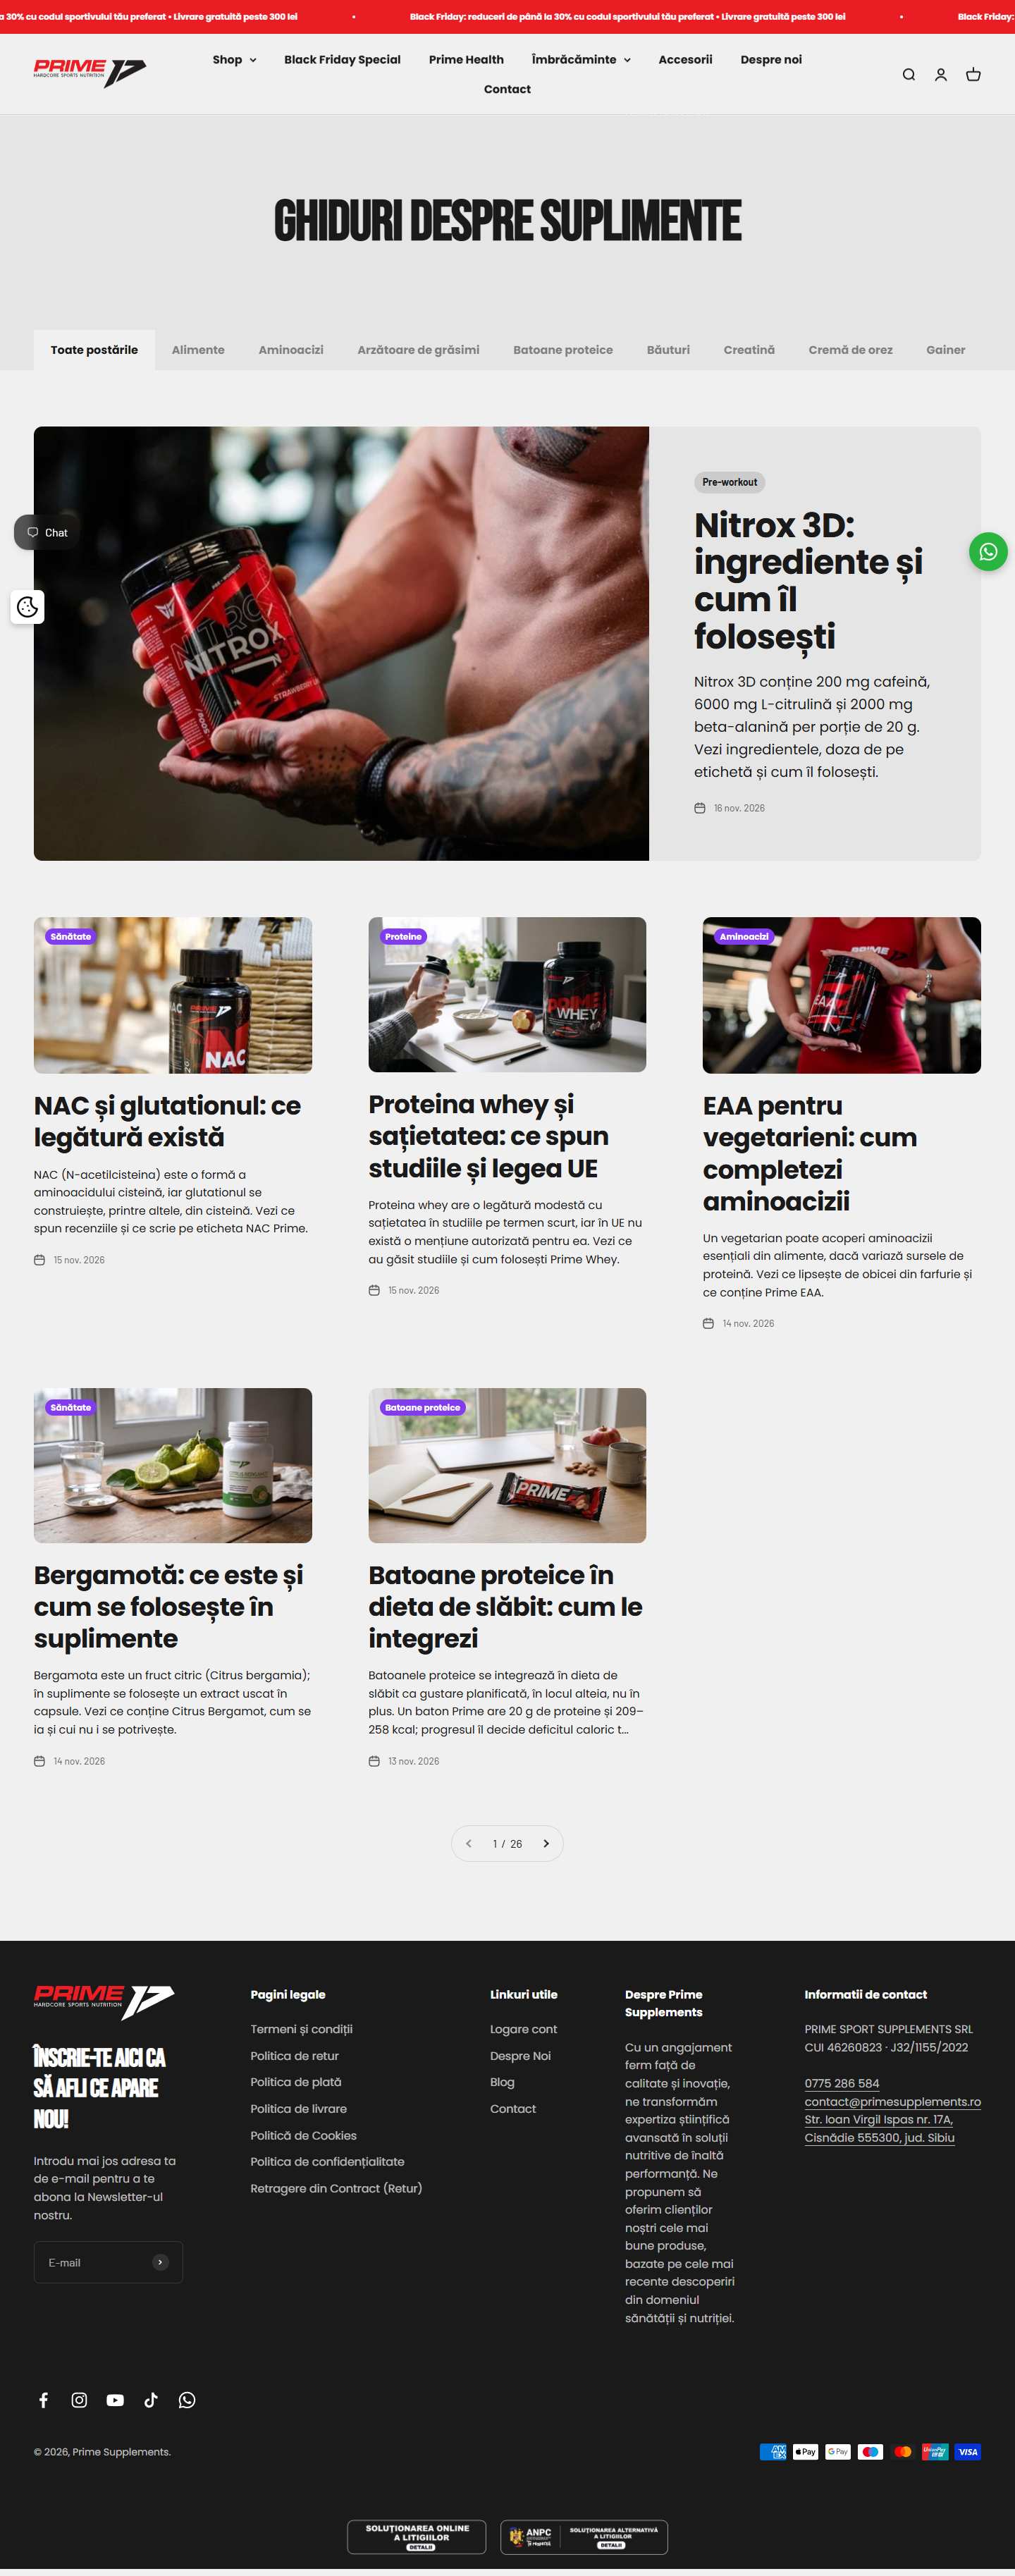 a 30% cu codul sportivului tău preferat • Livrare gratuită peste 300 lei • Black Friday: reduceri de până la 30% cu codul sportivului tău preferat • Livrare gratuită peste 300 lei • Black Friday:
PRIME
HARDCORE SPORTS NUTRITION
Shop
Black Friday Special
Prime Health
Îmbrăcăminte
Accesorii
Despre noi
Contact
GHIDURI DESPRE SUPLIMENTE
Toate postările
Alimente
Aminoacizi
Arzătoare de grăsimi
Batoane proteice
Băuturi
Creatină
Cremă de orez
Gainer
Chat
NITROX
Pre-workout
Nitrox 3D:
ingrediente și
cum îl
folosești
Nitrox 3D conține 200 mg cafeină,
6000 mg L-citrulină și 2000 mg
beta-alanină per porție de 20 g.
Vezi ingredientele, doza de pe
etichetă și cum îl folosești.
16 nov. 2026
Sănătate
PRIME
NAC
NAC și glutationul: ce
legătură există
NAC (N-acetilcisteina) este o formă a
aminoacidului cisteină, iar glutationul se
construiește, printre altele, din cisteină. Vezi ce
spun recenziile și ce scrie pe eticheta NAC Prime.
15 nov. 2026
Proteine
PRIME
WHEY
Proteina whey și
sațietatea: ce spun
studiile și legea UE
Proteina whey are o legătură modestă cu
sațietatea în studiile pe termen scurt, iar în UE nu
există o mențiune autorizată pentru ea. Vezi ce
au găsit studiile și cum folosești Prime Whey.
15 nov. 2026
Aminoacizi
PRIME
EAA
EAA pentru
vegetarieni: cum
completezi
aminoacizii
Un vegetarian poate acoperi aminoacizii
esențiali din alimente, dacă variază sursele de
proteină. Vezi ce lipsește de obicei din farfurie și
ce conține Prime EAA.
14 nov. 2026
Sănătate
Bergamotă: ce este și
cum se folosește în
suplimente
Bergamota este un fruct citric (Citrus bergamia);
în suplimente se folosește un extract uscat în
capsule. Vezi ce conține Citrus Bergamot, cum se
ia și cui nu i se potrivește.
14 nov. 2026
Batoane proteice
PRIME
Batoane proteice în
dieta de slăbit: cum le
integrezi
Batoanele proteice se integrează în dieta de
slăbit ca gustare planificată, în locul alteia, nu în
plus. Un baton Prime are 20 g de proteine și 209–
258 kcal; progresul îl decide deficitul caloric t...
13 nov. 2026
1 / 26
PRIME
HARDCORE SPORTS NUTRITION
ÎNSCRIE-TE AICI CA
SĂ AFLI CE APARE
NOU!
Introdu mai jos adresa ta
de e-mail pentru a te
abona la Newsletter-ul
nostru.
E-mail
Pagini legale
Termeni și condiții
Politica de retur
Politica de plată
Politica de livrare
Politică de Cookies
Politica de confidențialitate
Retragere din Contract (Retur)
Linkuri utile
Logare cont
Despre Noi
Blog
Contact
Despre Prime
Supplements
Cu un angajament
ferm față de
calitate și inovație,
ne transformăm
expertiza științifică
avansată în soluții
nutritive de înaltă
performanță. Ne
propunem să
oferim clienților
noștri cele mai
bune produse,
bazate pe cele mai
recente descoperiri
din domeniul
sănătății și nutriției.
Informatii de contact
PRIME SPORT SUPPLEMENTS SRL
CUI 46260823 · J32/1155/2022
0775 286 584
contact@primesupplements.ro
Str. Ioan Virgil Ispas nr. 17A,
Cisnădie 555300, jud. Sibiu
© 2026, Prime Supplements.
AMEX
Pay
G Pay
UnionPay
VISA
SOLUȚIONAREA ONLINE
A LITIGIILOR
DETALII
ANPC
SOLUȚIONAREA ALTERNATIVĂ
A LITIGIILOR
DETALII